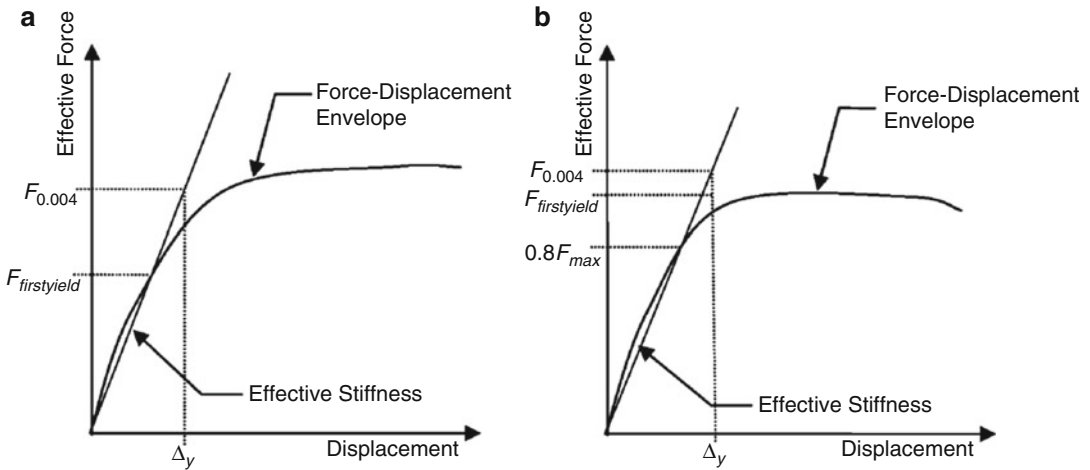 a
Effective Force
Force-Displacement
Envelope
F0.004
Ffirstyield
Effective Stiffness
Displacement
Δy
b
Effective Force
Force-Displacement
Envelope
F0.004
Ffirstyield
0.8Fmax
Effective Stiffness
Displacement
Δy